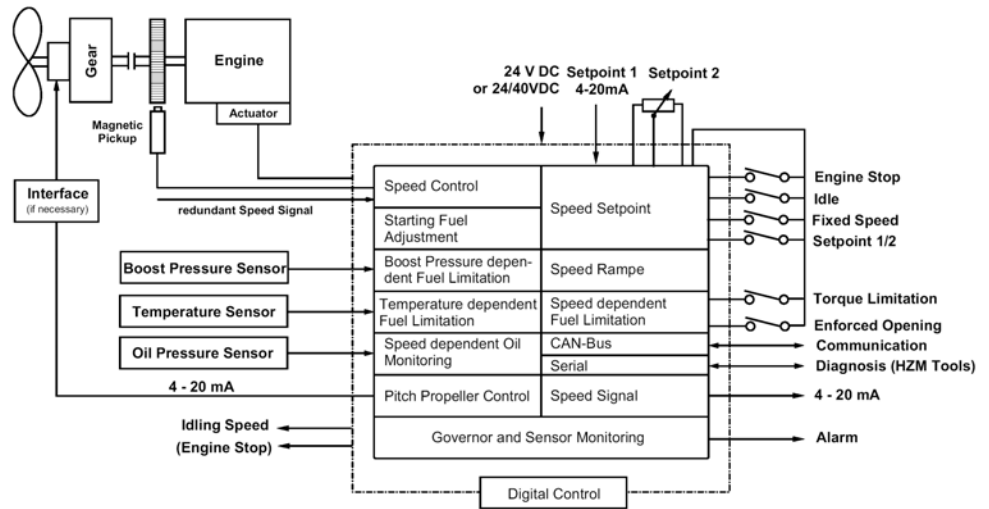 Gear
Engine
Actuator
Magnetic
Pickup
24 V DC
or 24/40VDC
Setpoint 1
4-20mA
Setpoint 2
Interface
(if necessary)
redundant Speed Signal
Speed Control
Speed Setpoint
Starting Fuel
Adjustment
Engine Stop
Idle
Fixed Speed
Setpoint 1/2
Boost Pressure Sensor
Boost Pressure depen-
dent Fuel Limitation
Speed Rampe
Temperature Sensor
Temperature dependent
Fuel Limitation
Speed dependent
Fuel Limitation
Torque Limitation
Enforced Opening
Oil Pressure Sensor
Speed dependent Oil
Monitoring
CAN-Bus
Communication
Serial
Diagnosis (HZM Tools)
4 - 20 mA
Pitch Propeller Control
Speed Signal
4 - 20 mA
Idling Speed
(Engine Stop)
Governor and Sensor Monitoring
Alarm
Digital Control